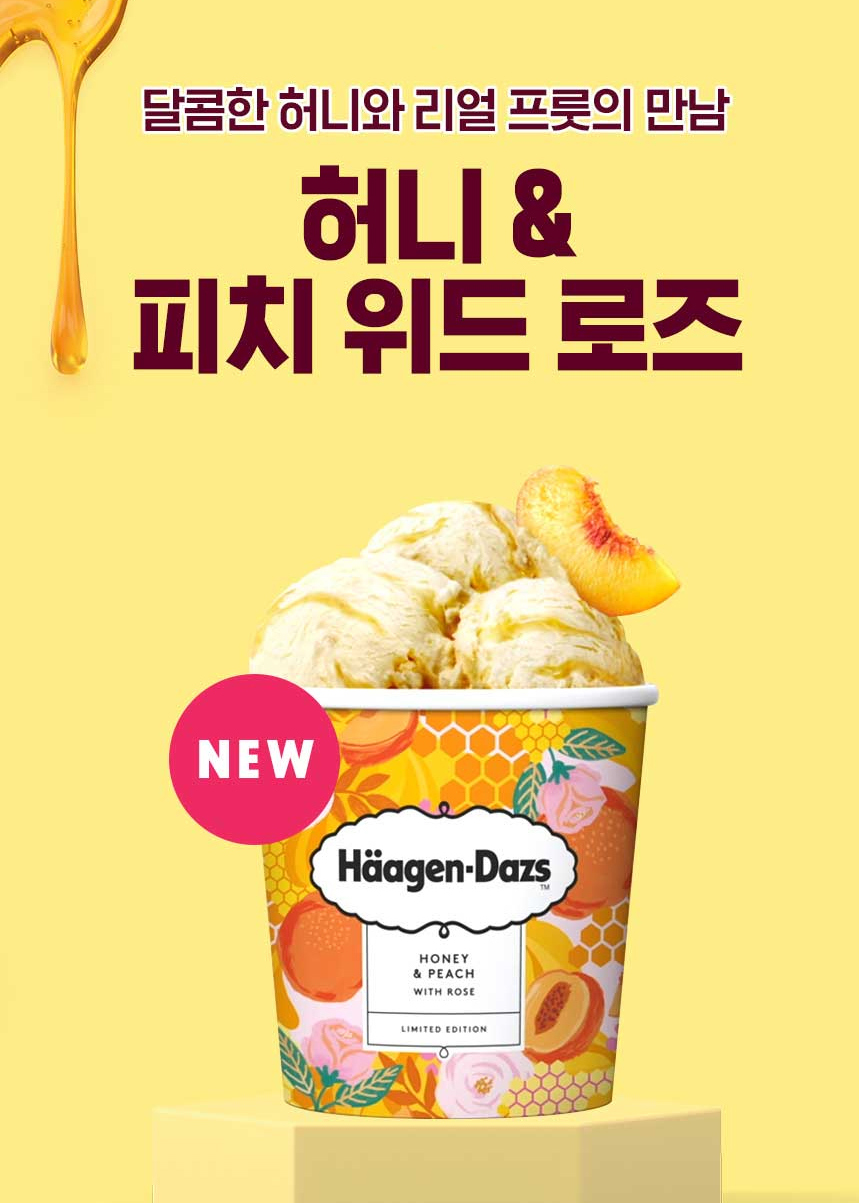 달콤한 허니와 리얼 프룻의 만남
허니 &
피치 위드 로즈
NEW
Häagen-Dazs
TM
HONEY
& PEACH
WITH ROSE
LIMITED EDITION